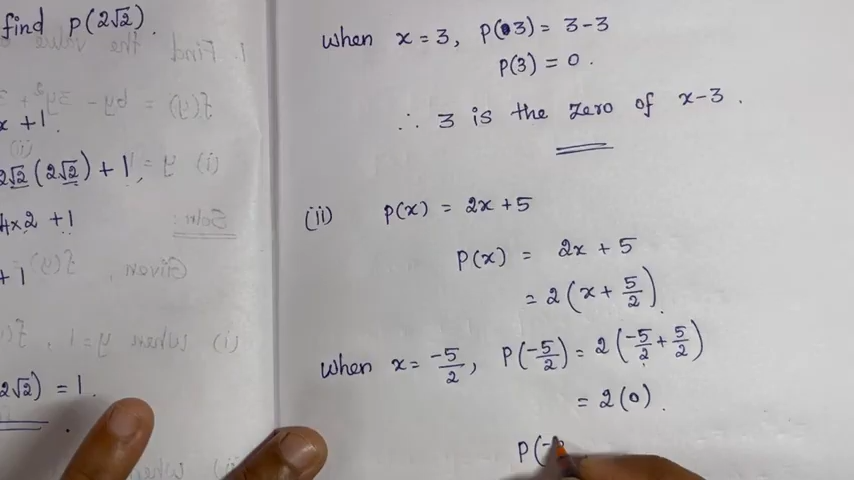 find p(2√2).
x + 1.
2√2 (2√2) + 1,
4×2 + 1
+ 1
2√2) = 1.
When x = 3, p(3) = 3 - 3
p(3) = 0.
∴ 3 is the zero of x - 3.
(ii) p(x) = 2x + 5
p(x) = 2x + 5
= 2(x + 5/2).
When x = -5/2, p(-5/2) = 2(-5/2 + 5/2)
= 2(0).
p(-